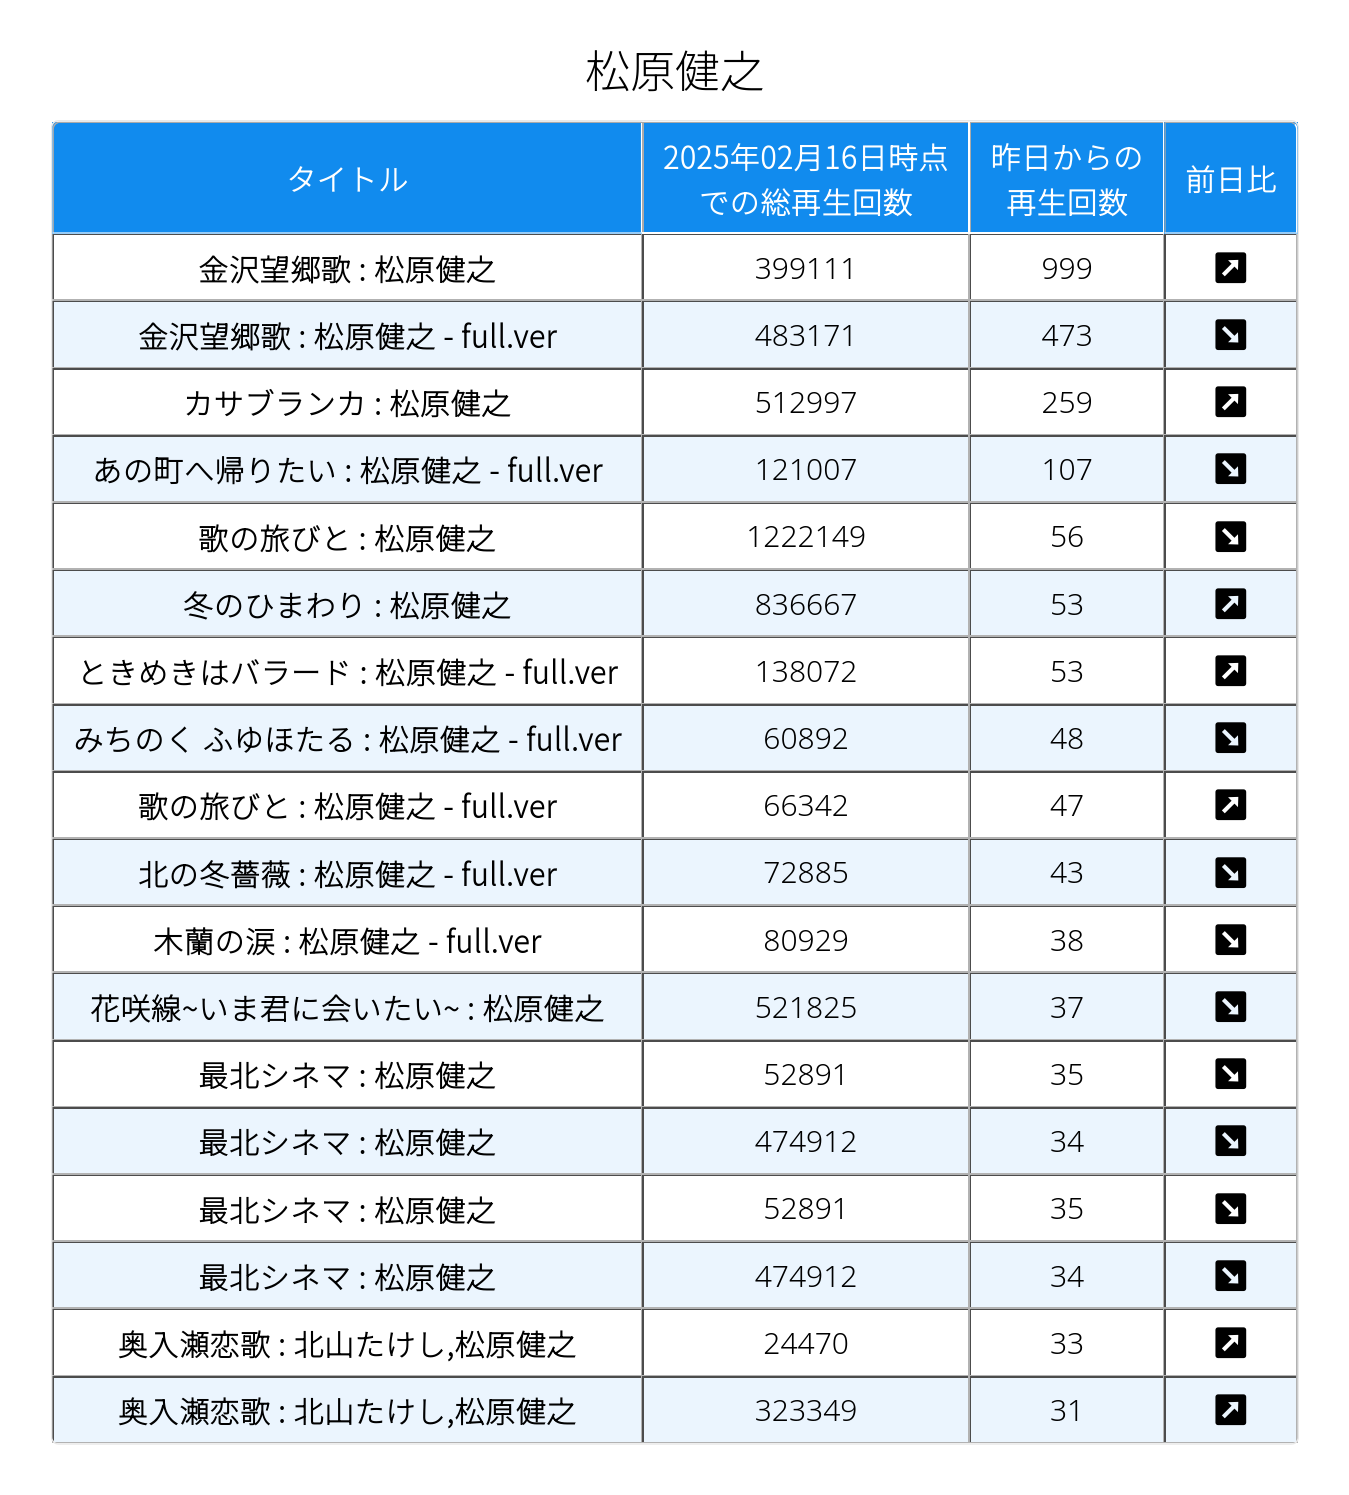 松原健之
タイトル 2025年02月16日時点での総再生回数 昨日からの再生回数 前日比
金沢望郷歌 : 松原健之 399111 999 ↗
金沢望郷歌 : 松原健之 - full.ver 483171 473 ↘
カサブランカ : 松原健之 512997 259 ↗
あの町へ帰りたい : 松原健之 - full.ver 121007 107 ↘
歌の旅びと : 松原健之 1222149 56 ↘
冬のひまわり : 松原健之 836667 53 ↗
ときめきはバラード : 松原健之 - full.ver 138072 53 ↗
みちのく ふゆほたる : 松原健之 - full.ver 60892 48 ↘
歌の旅びと : 松原健之 - full.ver 66342 47 ↗
北の冬薔薇 : 松原健之 - full.ver 72885 43 ↘
木蘭の涙 : 松原健之 - full.ver 80929 38 ↘
花咲線~いま君に会いたい~ : 松原健之 521825 37 ↘
最北シネマ : 松原健之 52891 35 ↘
最北シネマ : 松原健之 474912 34 ↘
最北シネマ : 松原健之 52891 35 ↘
最北シネマ : 松原健之 474912 34 ↘
奥入瀬恋歌 : 北山たけし,松原健之 24470 33 ↗
奥入瀬恋歌 : 北山たけし,松原健之 323349 31 ↗